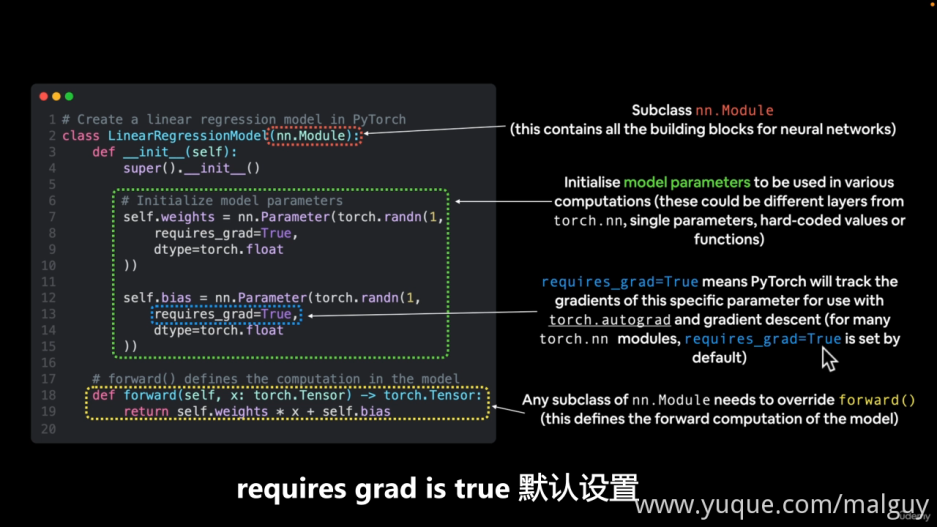 1 # Create a linear regression model in PyTorch
2 class LinearRegressionModel(nn.Module):
3 def __init__(self):
4 super().__init__()
5
6 # Initialize model parameters
7 self.weights = nn.Parameter(torch.randn(1,
8 requires_grad=True,
9 dtype=torch.float
10 ))
11
12 self.bias = nn.Parameter(torch.randn(1,
13 requires_grad=True,
14 dtype=torch.float
15 ))
16
17 # forward() defines the computation in the model
18 def forward(self, x: torch.Tensor) -> torch.Tensor:
19 return self.weights * x + self.bias
20
Subclass nn.Module
(this contains all the building blocks for neural networks)
Initialise model parameters to be used in various
computations (these could be different layers from
torch.nn, single parameters, hard-coded values or
functions)
requires_grad=True means PyTorch will track the
gradients of this specific parameter for use with
torch.autograd and gradient descent (for many
torch.nn modules, requires_grad=True is set by
default)
Any subclass of nn.Module needs to override forward()
(this defines the forward computation of the model)
requires grad is true 默认设置
www.yuque.com/malguy
Udemy